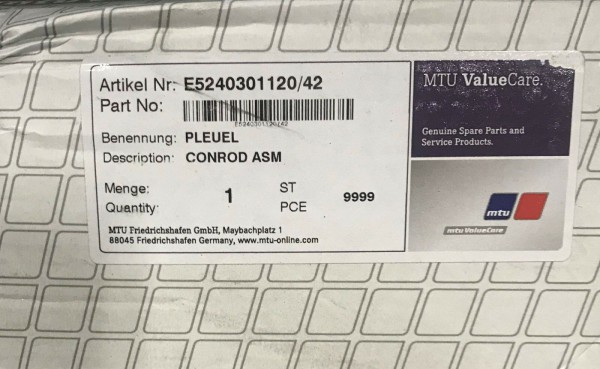 Artikel Nr: E5240301120/42
Part No:
E5240301120/42
Benennung: PLEUEL
Description: CONROD ASM
Menge: 1 ST 9999
Quantity: PCE
MTU Friedrichshafen GmbH, Maybachplatz 1
88045 Friedrichshafen Germany, www.mtu-online.com
MTU ValueCare.
Genuine Spare Parts and
Service Products.
mtu
mtu ValueCare